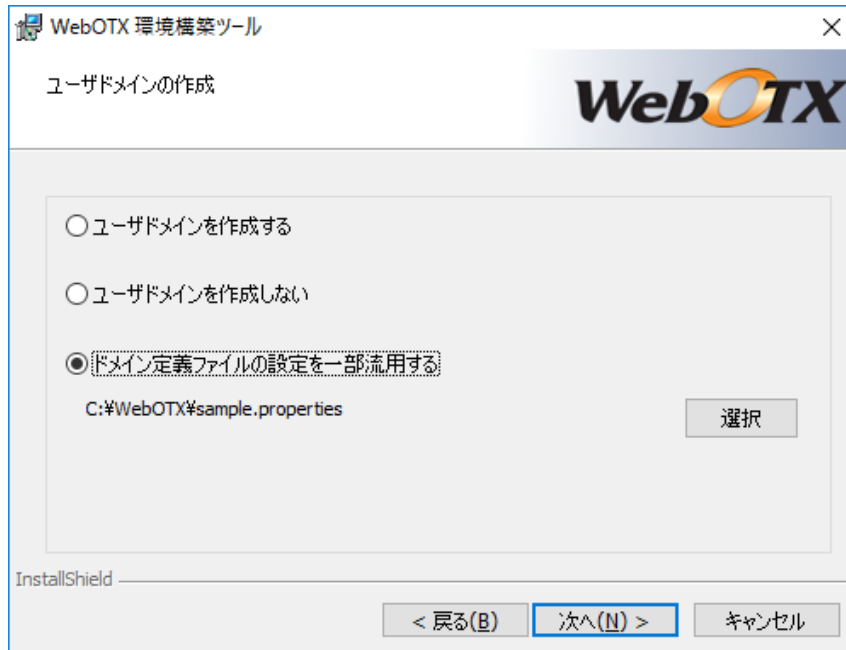 WebOTX 環境構築ツール
ユーザドメインの作成
WebOTX
ユーザドメインを作成する
ユーザドメインを作成しない
ドメイン定義ファイルの設定を一部流用する
C:¥WebOTX¥sample.properties
選択
InstallShield
< 戻る(B)
次へ(N) >
キャンセル